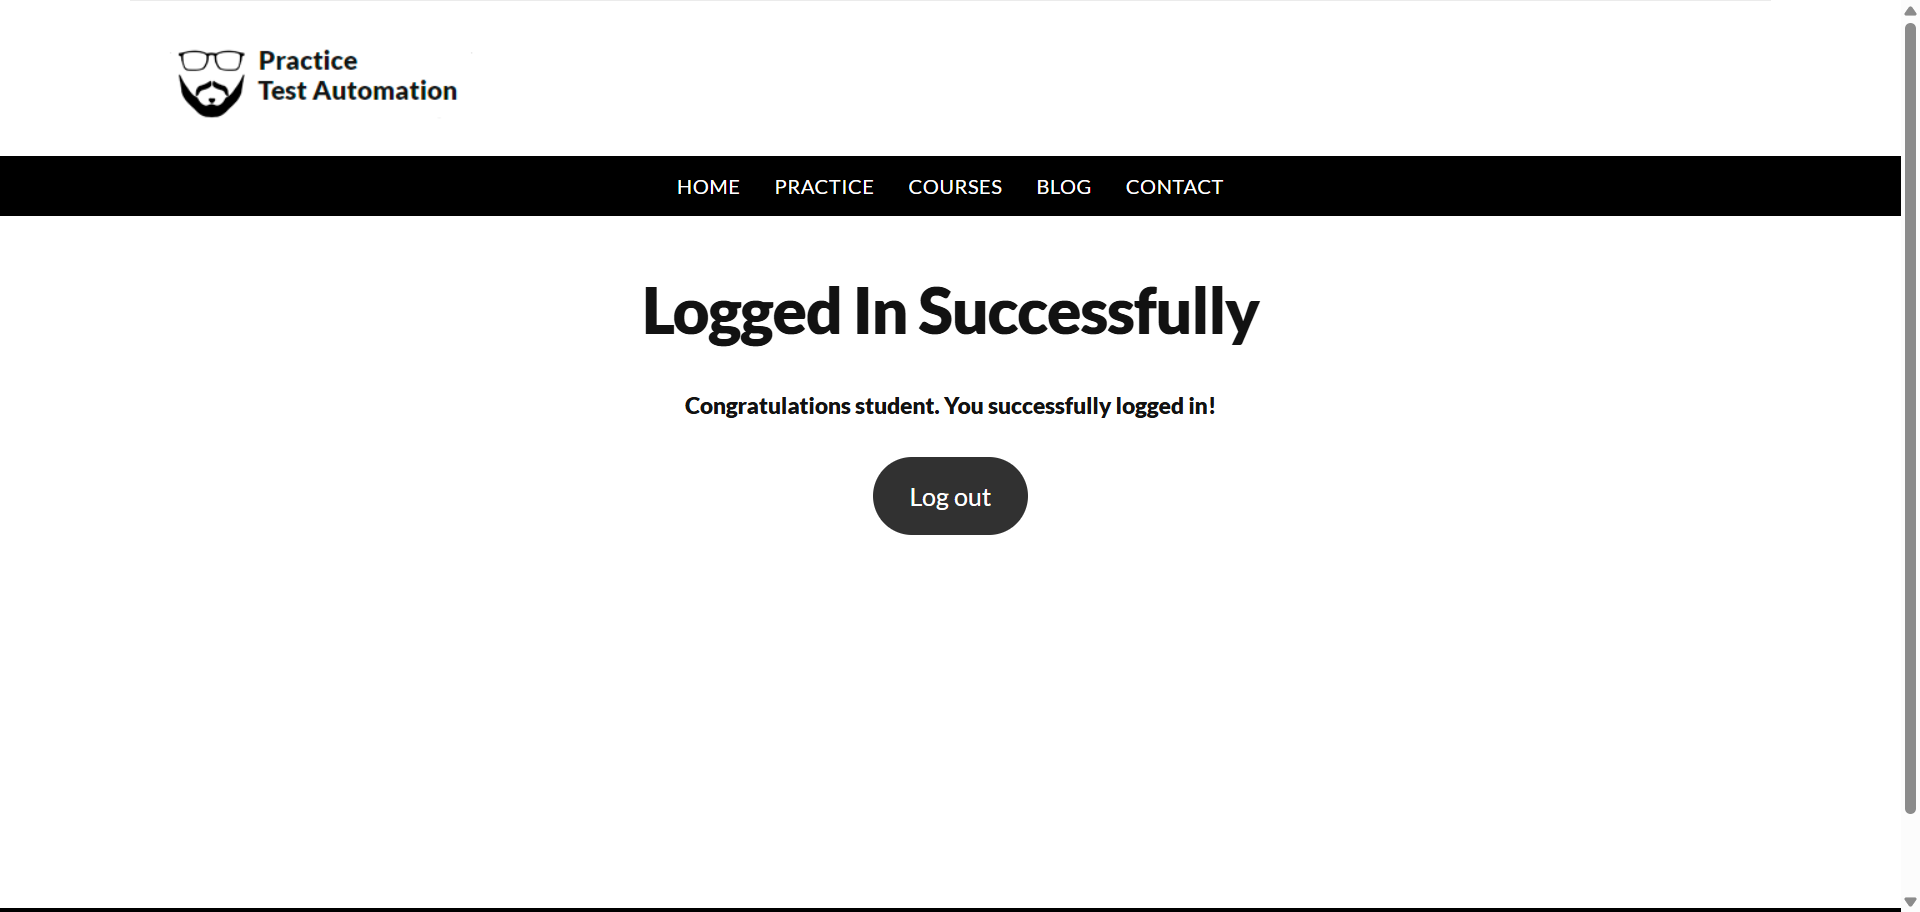 Practice
Test Automation
HOME PRACTICE COURSES BLOG CONTACT
Logged In Successfully
Congratulations student. You successfully logged in!
Log out